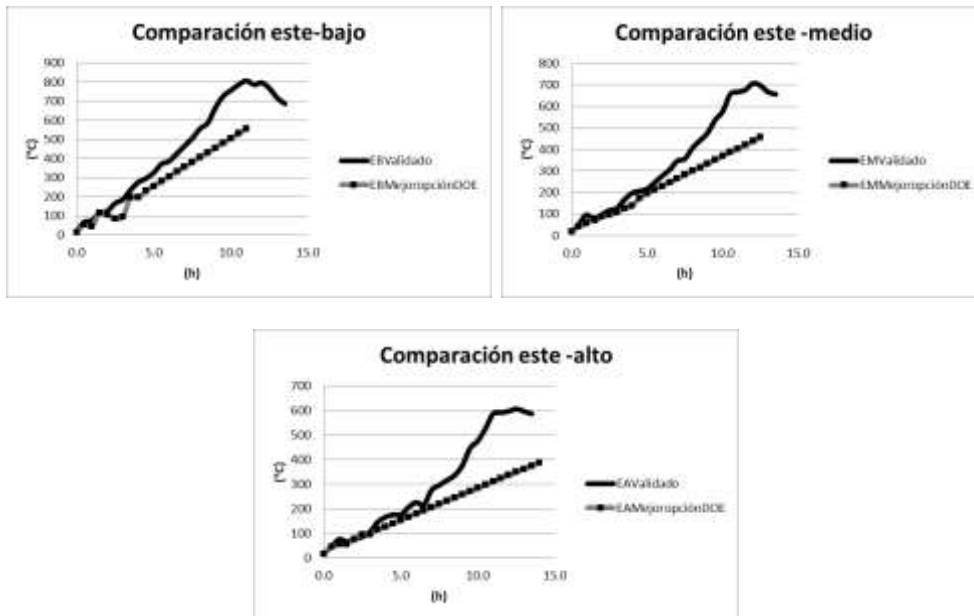 Comparación este-bajo
900
800
700
600
500
400
300
200
100
0
(°C)
0.0 5.0 10.0 15.0
(h)
EBValidado
EBMejoropciónDOE
Comparación este -medio
800
700
600
500
400
300
200
100
0
(°C)
0.0 5.0 10.0 15.0
(h)
EMValidado
EMMejoropciónDOE
Comparación este -alto
700
600
500
400
300
200
100
0
(°C)
0.0 5.0 10.0 15.0
(h)
EAValidado
EAMejoropciónDOE